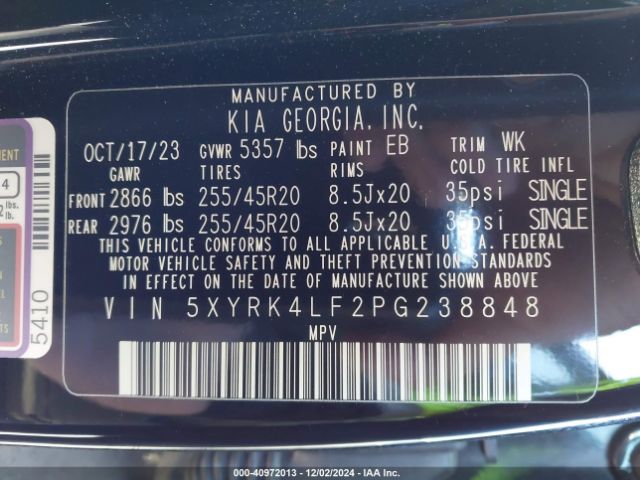 MANUFACTURED BY
KIA GEORGIA, INC.
OCT/17/23 GVWR 5357 lbs PAINT EB TRIM WK
GAWR TIRES RIMS COLD TIRE INFL
FRONT 2866 lbs 255/45R20 8.5Jx20 35psi SINGLE
REAR 2976 lbs 255/45R20 8.5Jx20 35psi SINGLE
THIS VEHICLE CONFORMS TO ALL APPLICABLE U.S.A. FEDERAL
MOTOR VEHICLE SAFETY AND THEFT PREVENTION STANDARDS
IN EFFECT ON THE DATE OF MANUFACTURE SHOWN ABOVE
VIN 5XYRK4LF2PG238848
MPV
4
lbs.
lb.
5410
000-40972013 - 12/02/2024 - IAA Inc.